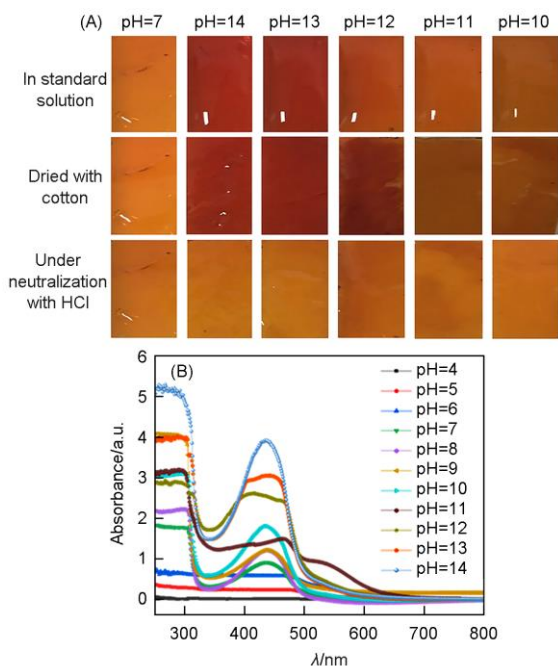 (A)
pH=7 pH=14 pH=13 pH=12 pH=11 pH=10
In standard
solution
Dried with
cotton
Under
neutralization
with HCl
(B)
6
5
4
3
2
1
0
Absorbance/a.u.
pH=4
pH=5
pH=6
pH=7
pH=8
pH=9
pH=10
pH=11
pH=12
pH=13
pH=14
300 400 500 600 700 800
λ/nm